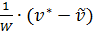 1/W · (v* − ṽ)